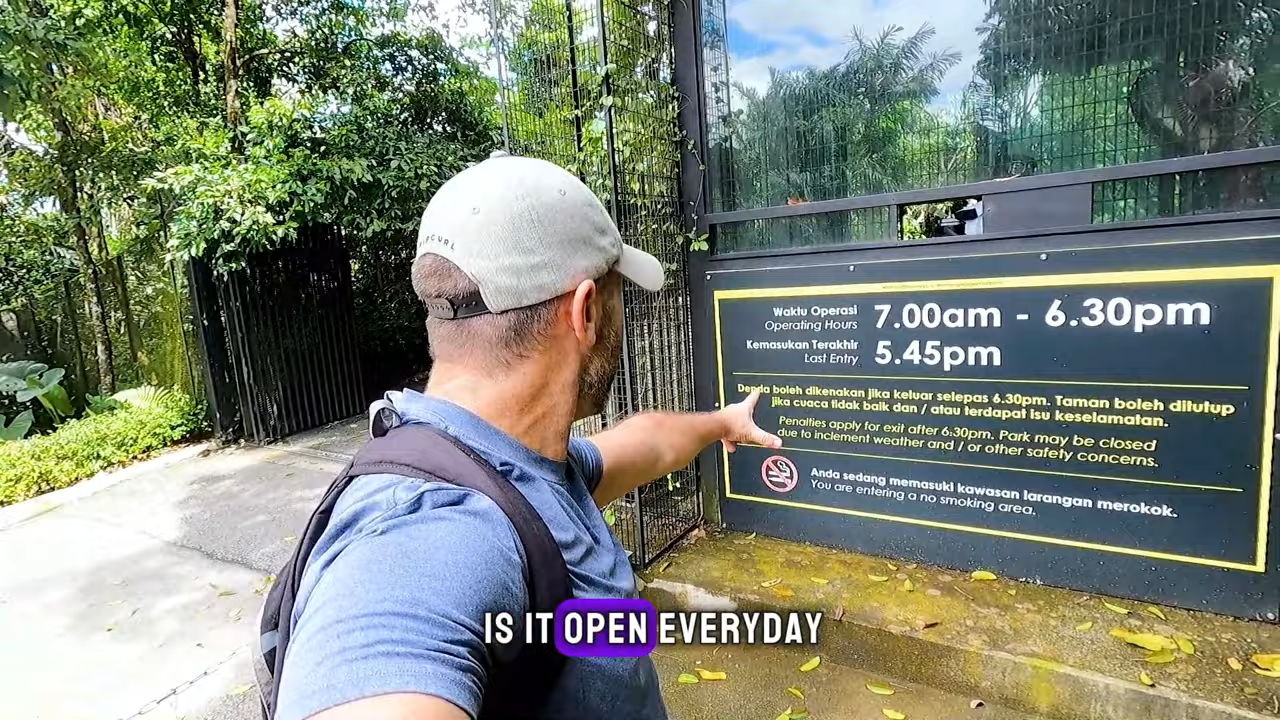 RIP CURL
Waktu Operasi
Operating Hours
7.00am - 6.30pm
Kemasukan Terakhir
Last Entry
5.45pm
Denda boleh dikenakan jika keluar selepas 6.30pm. Taman boleh ditutup
jika cuaca tidak baik dan / atau terdapat isu keselamatan.
Penalties apply for exit after 6.30pm. Park may be closed
due to inclement weather and / or other safety concerns.
Anda sedang memasuki kawasan larangan merokok.
You are entering a no smoking area.
IS IT OPEN EVERYDAY